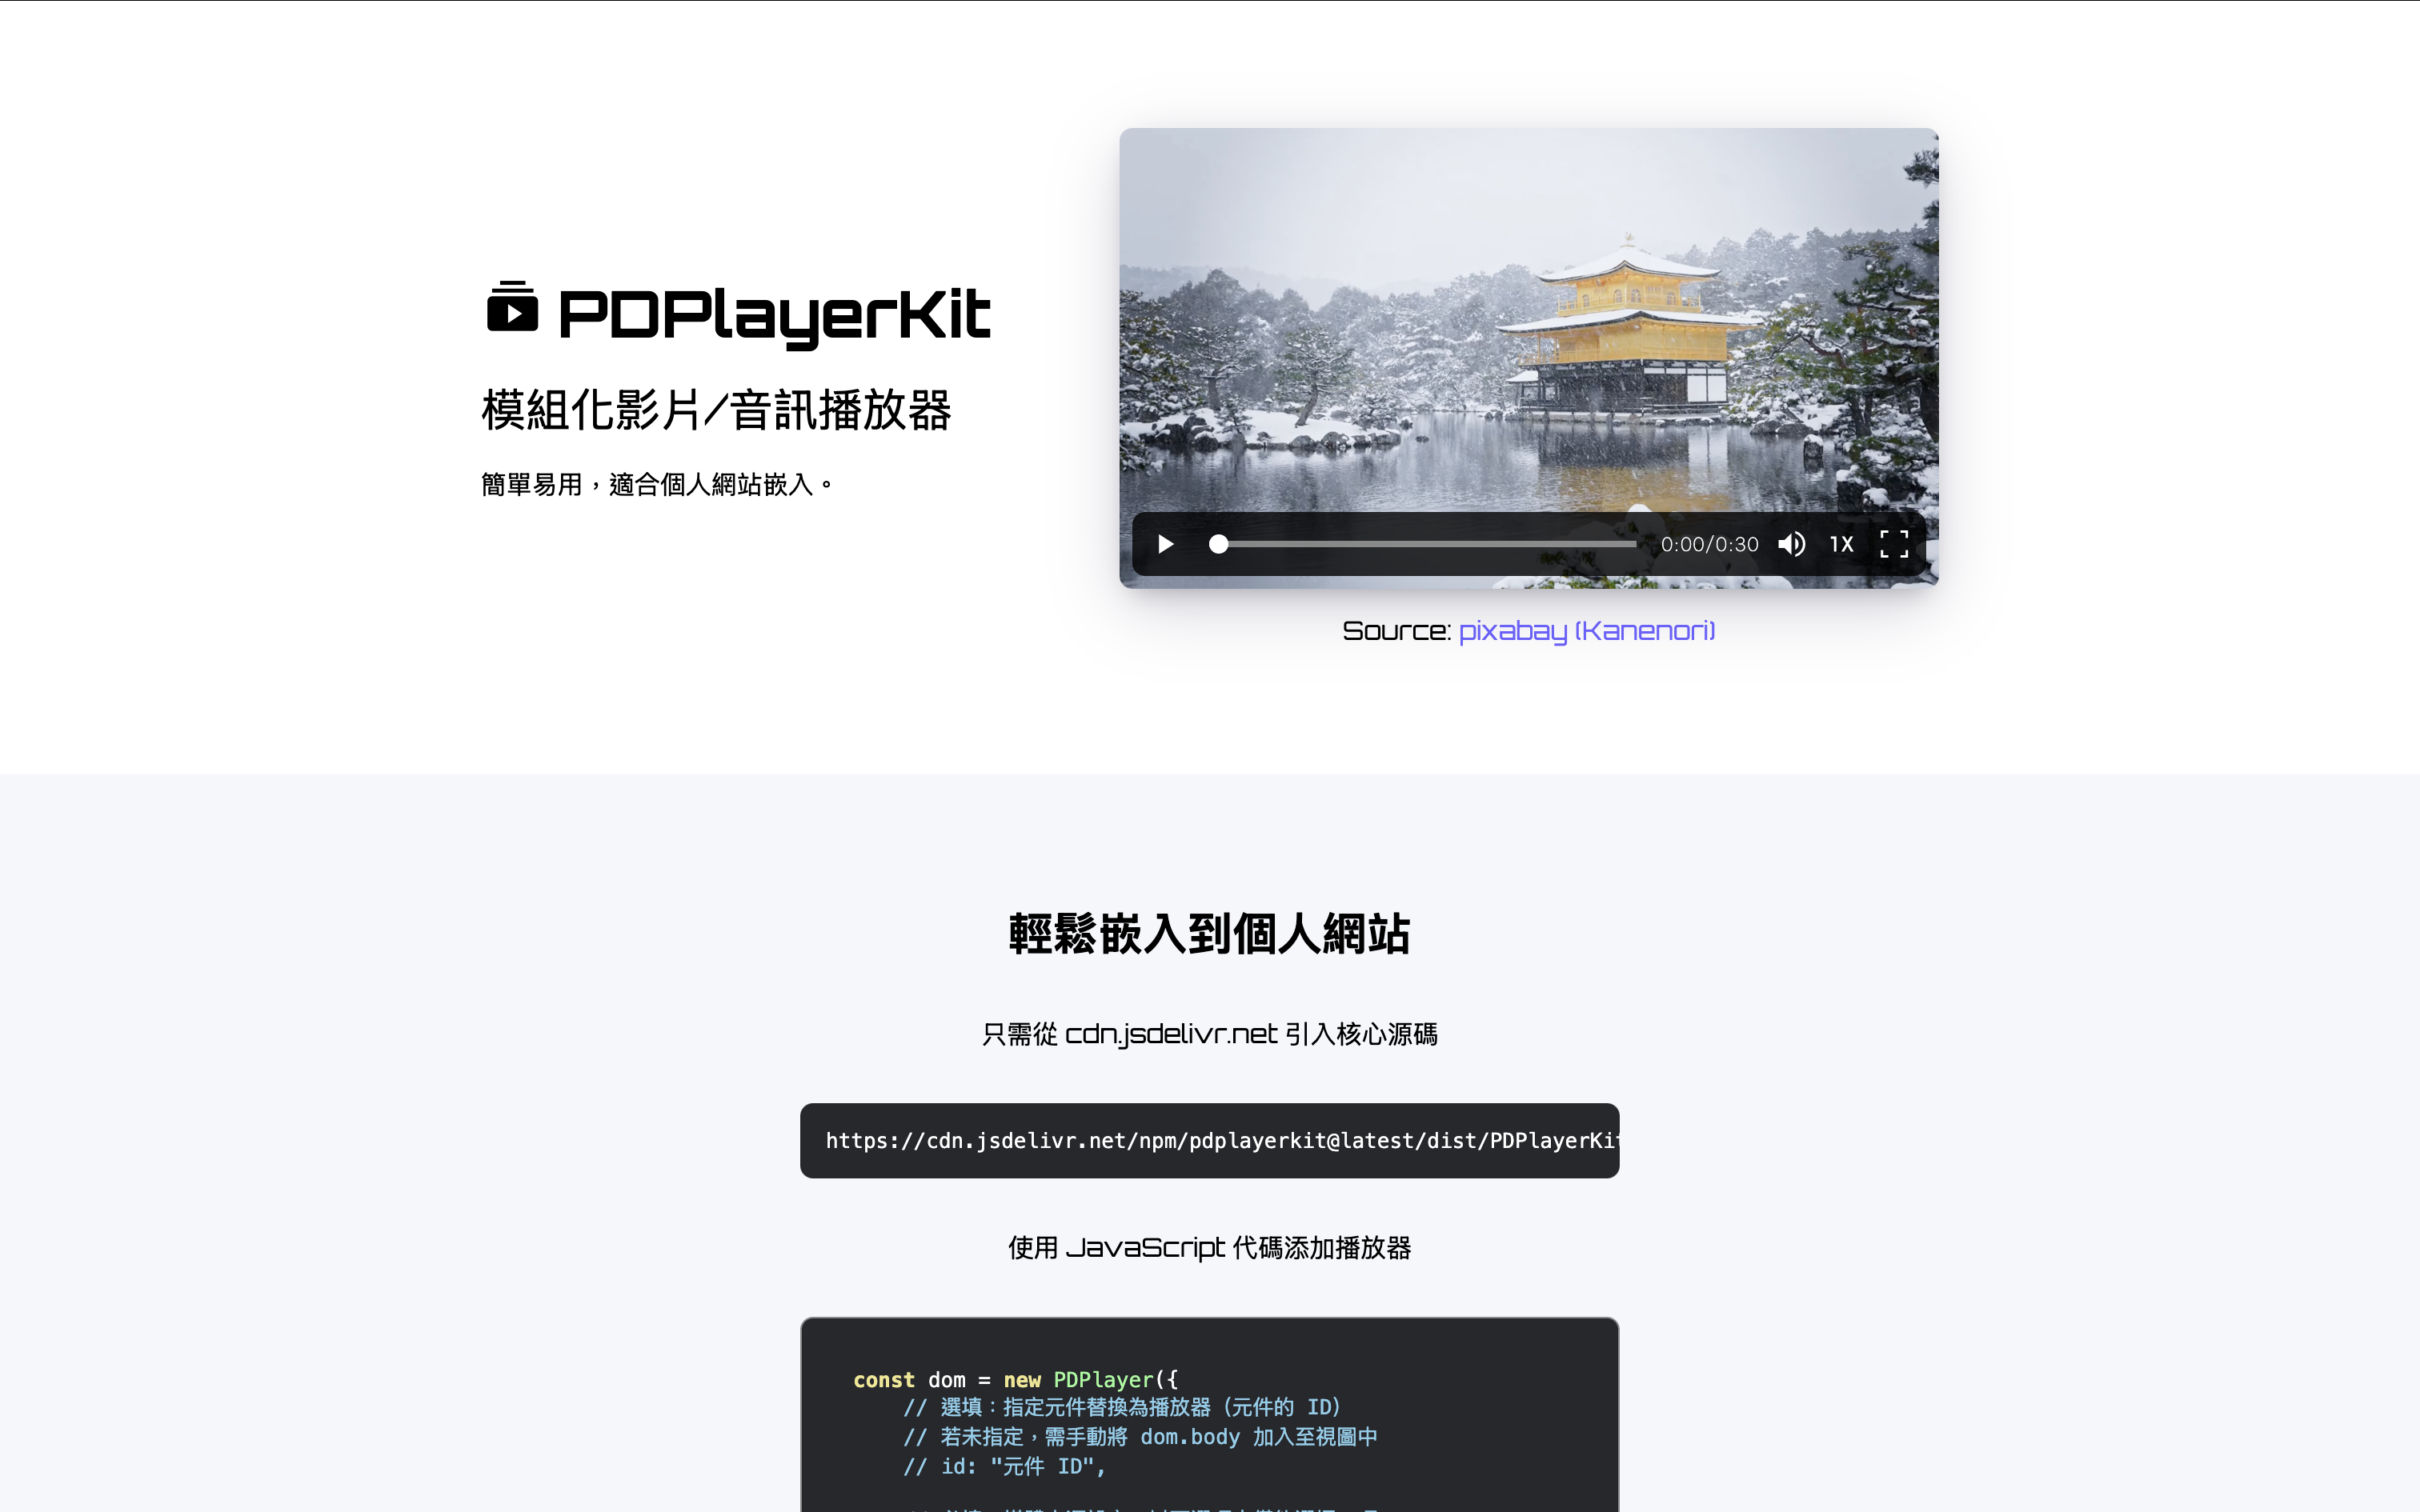 PDPlayerKit
模組化影片/音訊播放器
簡單易用，適合個人網站嵌入。
0:00/0:30 1X
Source: pixabay (Kanenori)
輕鬆嵌入到個人網站
只需從 cdn.jsdelivr.net 引入核心源碼
https://cdn.jsdelivr.net/npm/pdplayerkit@latest/dist/PDPlayerKit
使用 JavaScript 代碼添加播放器
const dom = new PDPlayer({
// 選填：指定元件替換為播放器（元件的 ID）
// 若未指定，需手動將 dom.body 加入至視圖中
// id: "元件 ID",